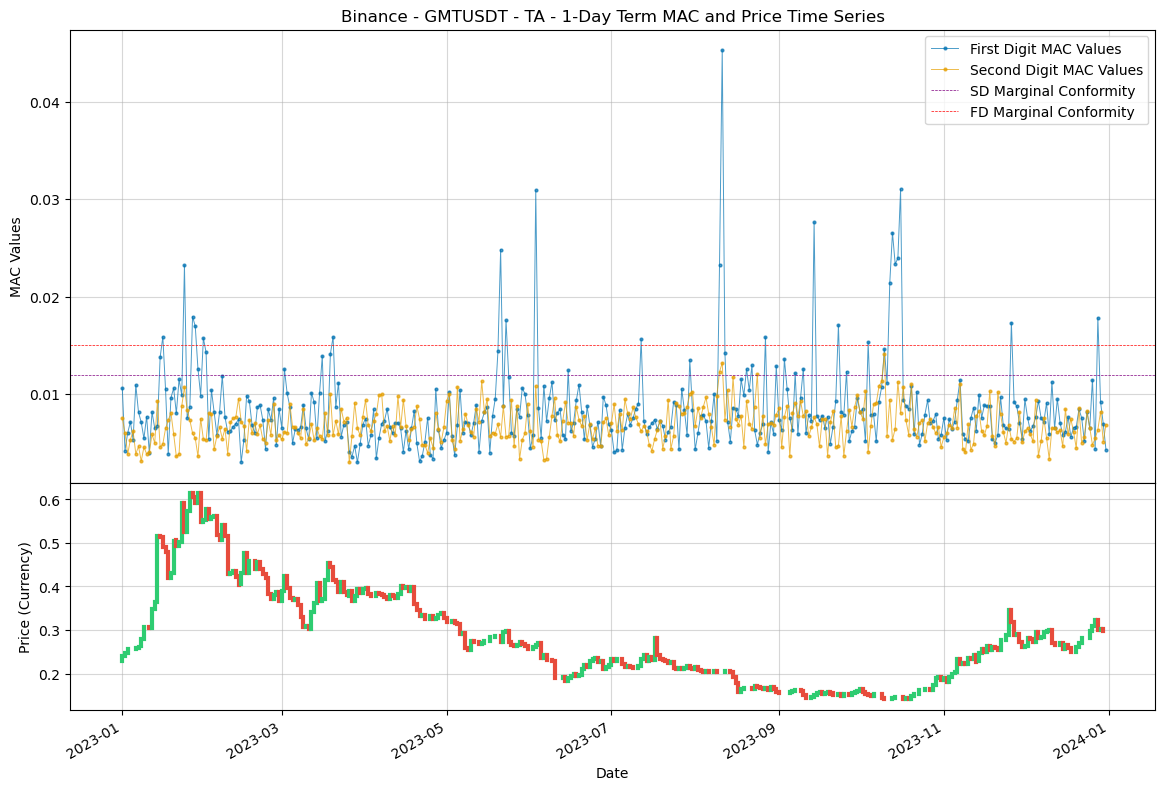 Binance - GMTUSDT - TA - 1-Day Term MAC and Price Time Series
First Digit MAC Values
Second Digit MAC Values
SD Marginal Conformity
FD Marginal Conformity
MAC Values
0.04
0.03
0.02
0.01
Price (Currency)
0.6
0.5
0.4
0.3
0.2
2023-01
2023-03
2023-05
2023-07
2023-09
2023-11
2024-01
Date